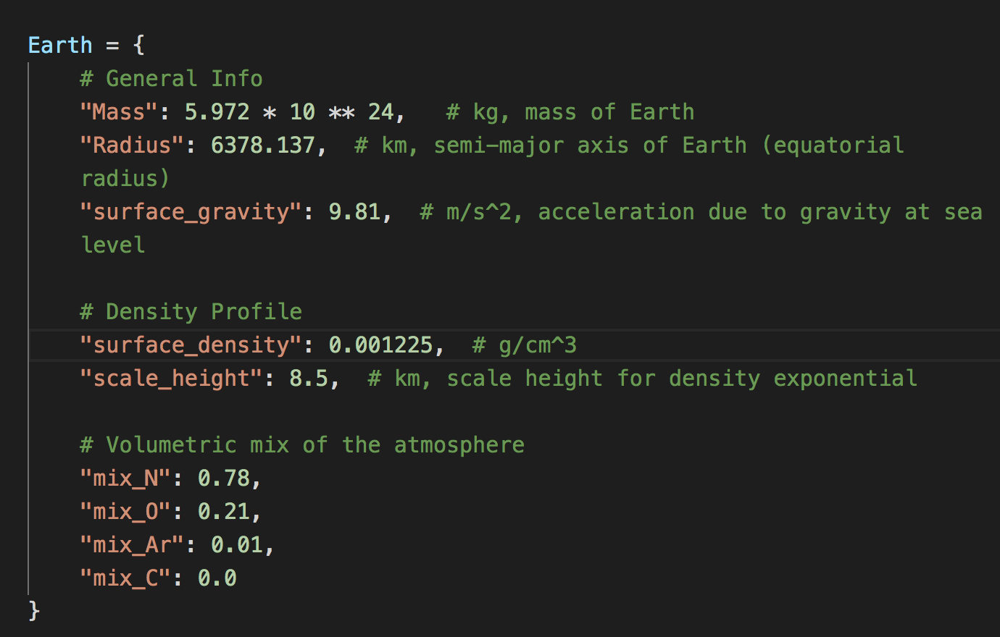 Earth = {
# General Info
"Mass": 5.972 * 10 ** 24,   # kg, mass of Earth
"Radius": 6378.137,  # km, semi-major axis of Earth (equatorial
radius)
"surface_gravity": 9.81,  # m/s^2, acceleration due to gravity at sea
level
# Density Profile
"surface_density": 0.001225,  # g/cm^3
"scale_height": 8.5,  # km, scale height for density exponential
# Volumetric mix of the atmosphere
"mix_N": 0.78,
"mix_O": 0.21,
"mix_Ar": 0.01,
"mix_C": 0.0
}